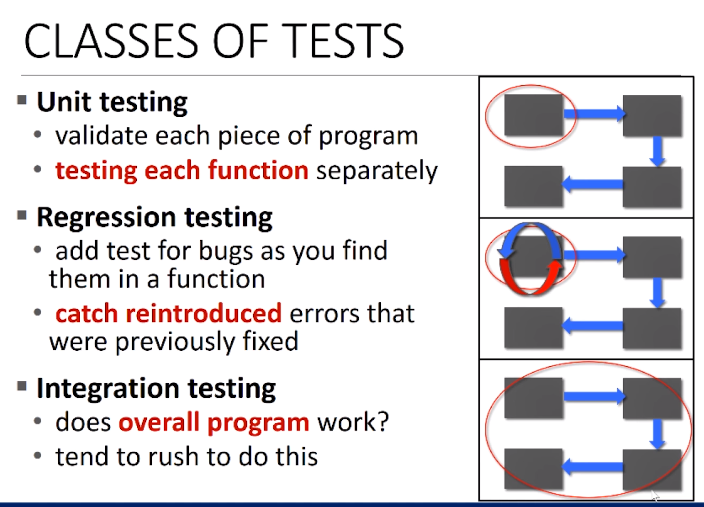 CLASSES OF TESTS
▪ Unit testing
• validate each piece of program
• testing each function separately
▪ Regression testing
• add test for bugs as you find
them in a function
• catch reintroduced errors that
were previously fixed
▪ Integration testing
• does overall program work?
• tend to rush to do this